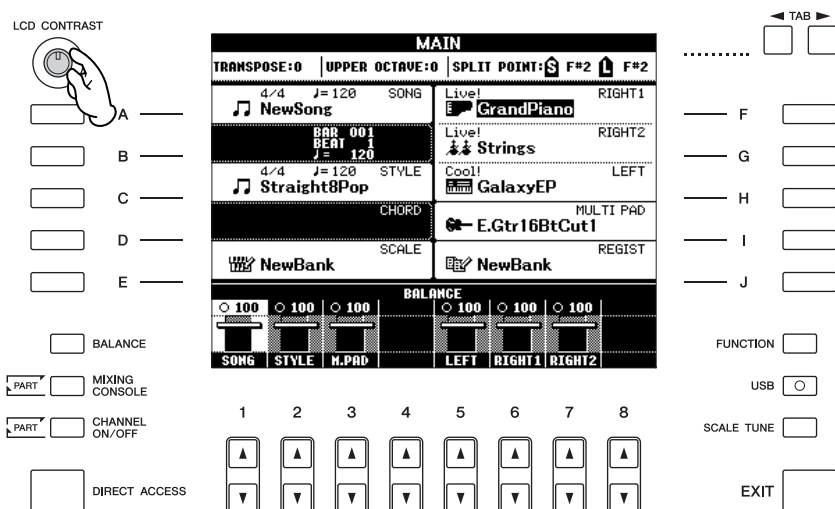 LCD CONTRAST
◄ TAB ►
MAIN
TRANSPOSE:0 UPPER OCTAVE:0 SPLIT POINT: S F#2 L F#2
4/4 ♩=120 SONG
NewSong
Live! RIGHT1
GrandPiano
BAR 001
BEAT 1
♩= 120
Live! RIGHT2
Strings
4/4 ♩=120 STYLE
Straight8Pop
Cool! LEFT
GalaxyEP
CHORD
MULTI PAD
E.Gtr16BtCut1
SCALE
NewBank
REGIST
NewBank
BALANCE
100 100 100 100 100 100
SONG STYLE M.PAD LEFT RIGHT1 RIGHT2
A
B
C
D
E
F
G
H
I
J
BALANCE
PART MIXING CONSOLE
PART CHANNEL ON/OFF
DIRECT ACCESS
1 2 3 4 5 6 7 8
FUNCTION
USB
SCALE TUNE
EXIT